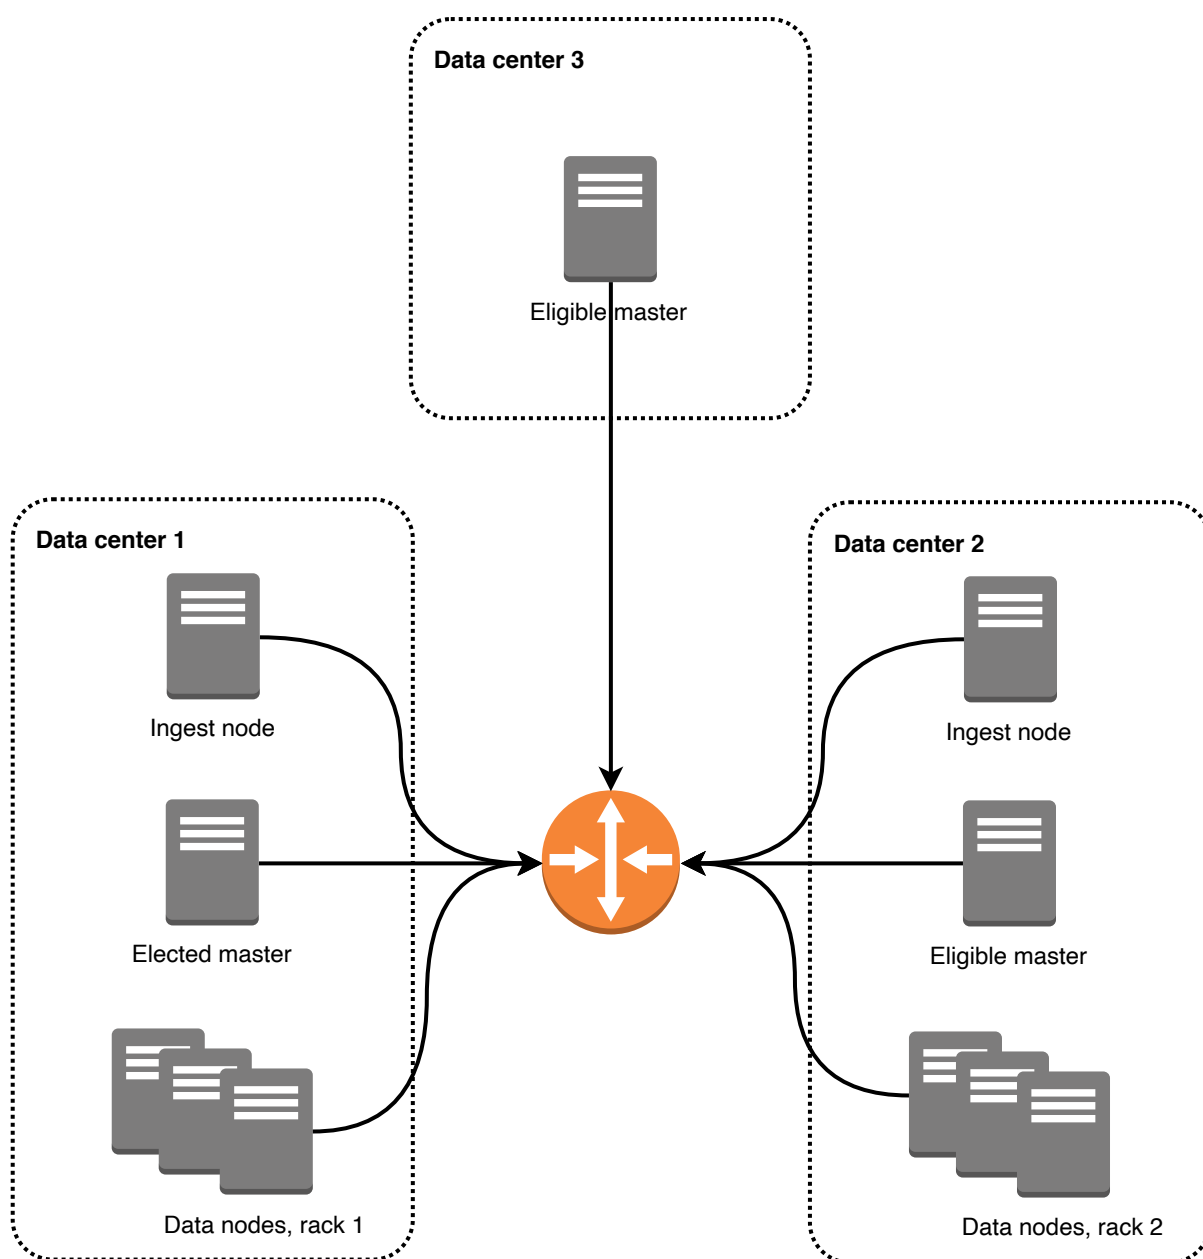 Data center 3
Eligible master
Data center 1
Ingest node
Elected master
Data nodes, rack 1
Data center 2
Ingest node
Eligible master
Data nodes, rack 2